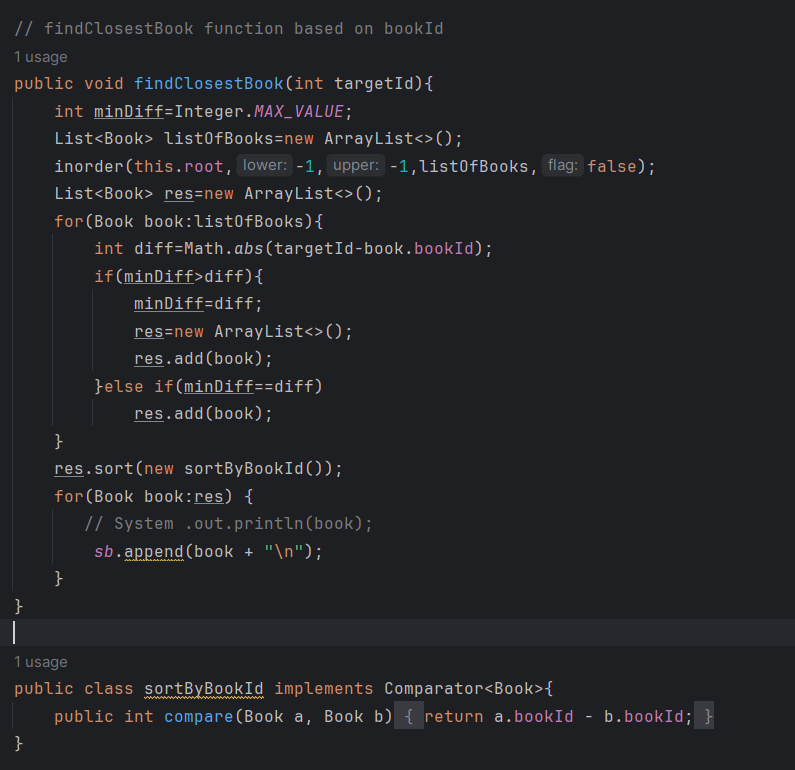 // findClosestBook function based on bookId
1 usage
public void findClosestBook(int targetId){
    int minDiff=Integer.MAX_VALUE;
    List<Book> listOfBooks=new ArrayList<>();
    inorder(this.root, lower: -1, upper: -1,listOfBooks, flag: false);
    List<Book> res=new ArrayList<>();
    for(Book book:listOfBooks){
        int diff=Math.abs(targetId-book.bookId);
        if(minDiff>diff){
            minDiff=diff;
            res=new ArrayList<>();
            res.add(book);
        }else if(minDiff==diff)
            res.add(book);
    }
    res.sort(new sortByBookId());
    for(Book book:res) {
       // System .out.println(book);
        sb.append(book + "\n");
    }
}
1 usage
public class sortByBookId implements Comparator<Book>{
    public int compare(Book a, Book b) { return a.bookId - b.bookId; }
}